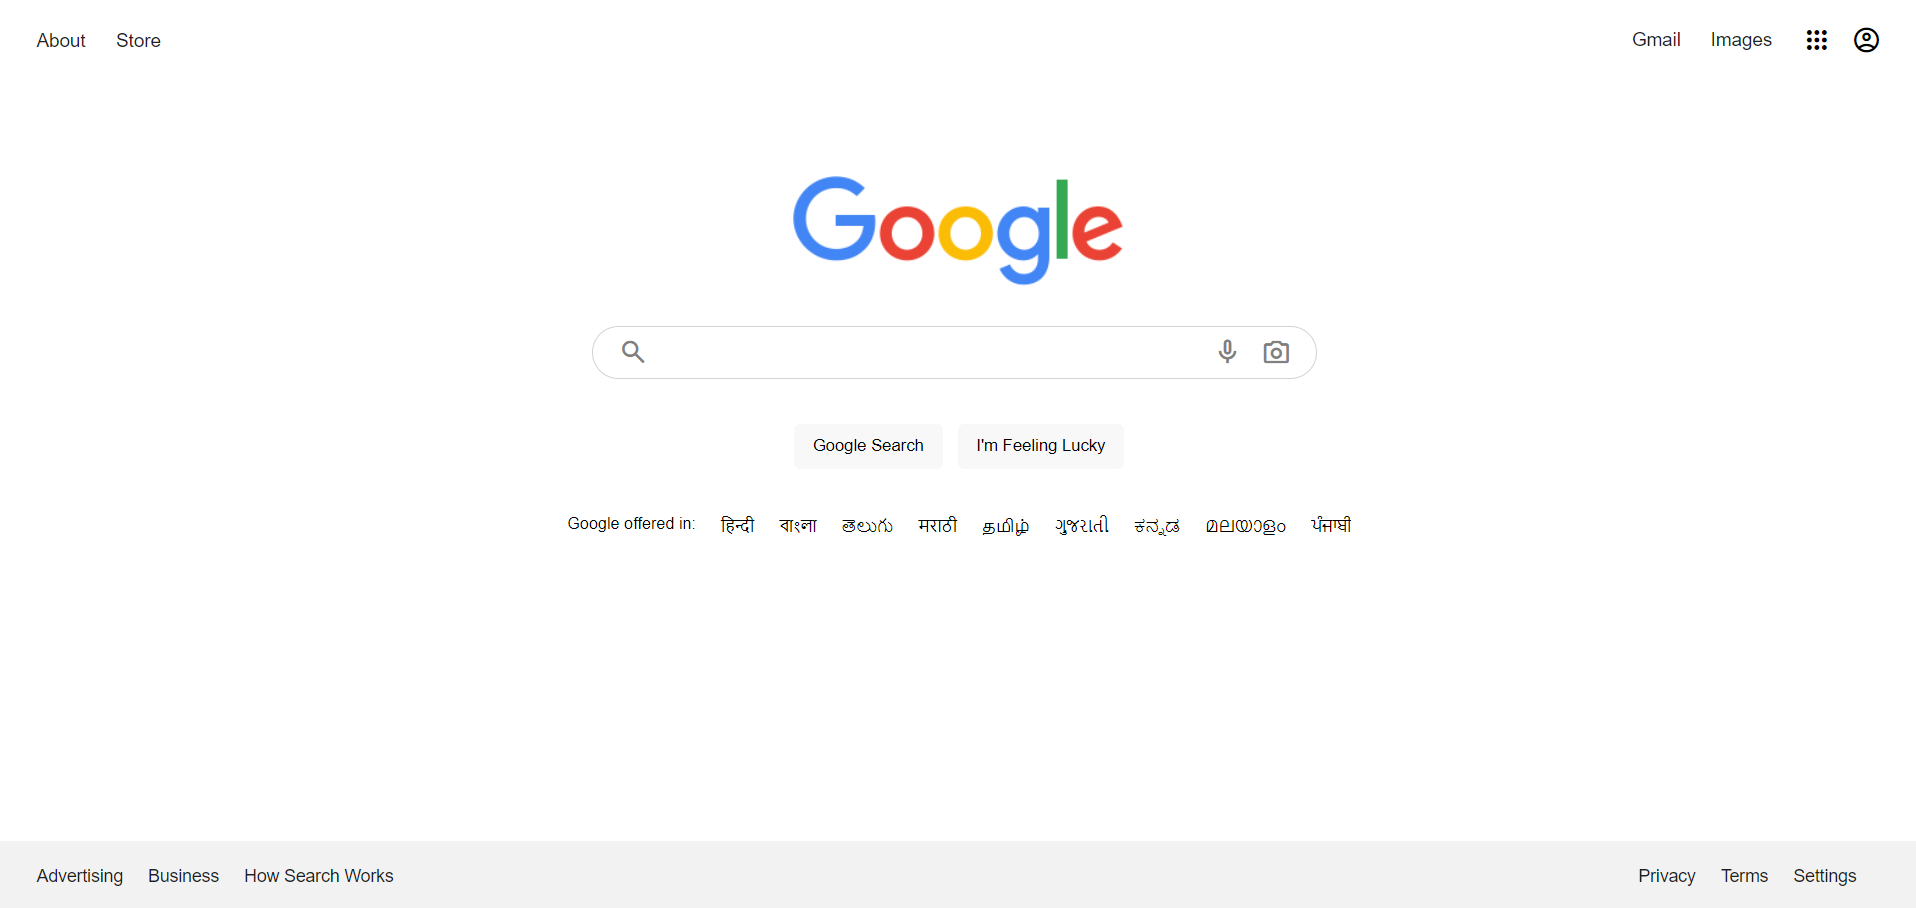 About Store Gmail Images
Google
Google Search I'm Feeling Lucky
Google offered in: हिन्दी বাংলা తెలుగు मराठी தமிழ் ગુજરાતી ಕನ್ನಡ മലയാളം ਪੰਜਾਬੀ
Advertising Business How Search Works Privacy Terms Settings